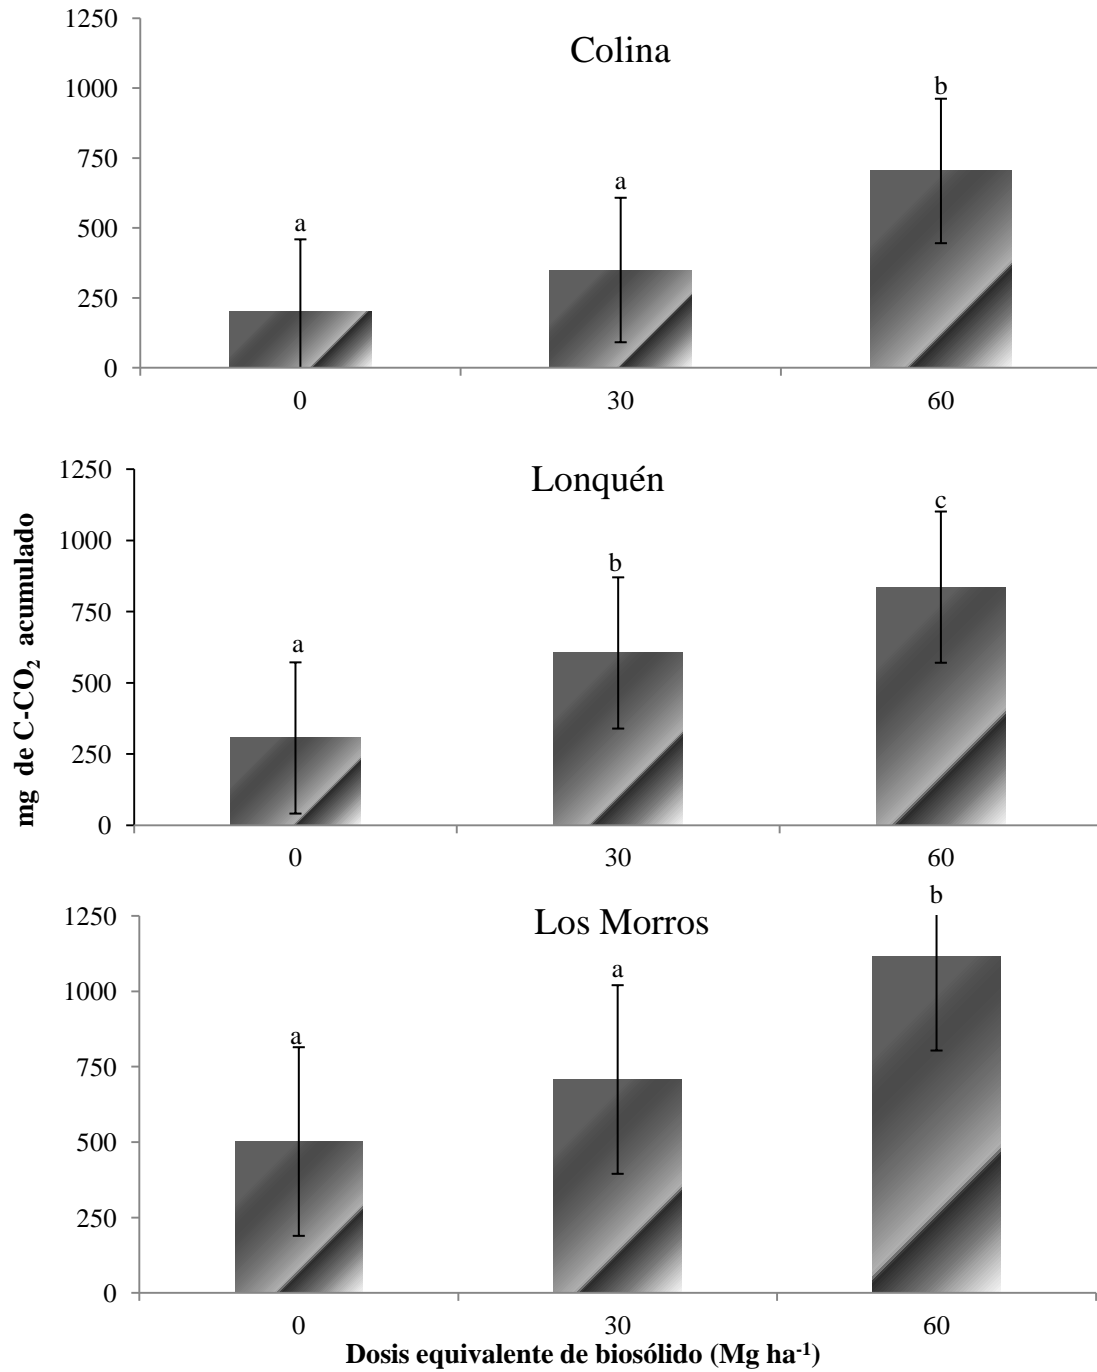 Colina
1250
1000
750
500
250
0
a
a
b
0 30 60
Lonquén
1250
1000
750
500
250
0
a
b
c
0 30 60
Los Morros
1250
1000
750
500
250
0
a
a
b
0 30 60
mg de C-CO₂ acumulado
Dosis equivalente de biosólido (Mg ha⁻¹)